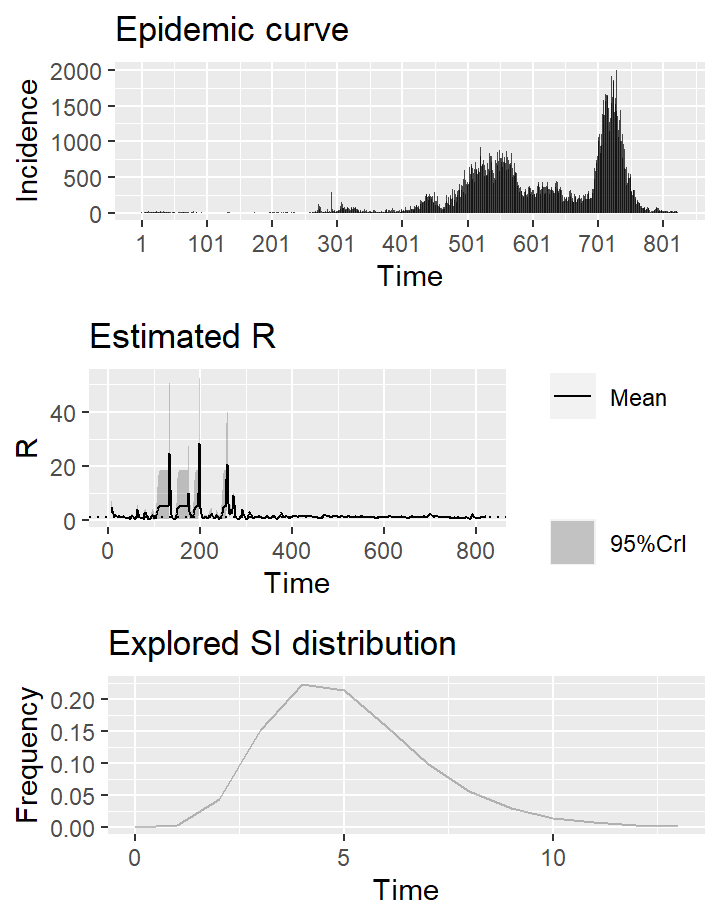 Epidemic curve
2000
1500
1000
500
0
Incidence
1 101 201 301 401 501 601 701 801
Time
Estimated R
40
20
0
R
0 200 400 600 800
Time
Mean
95%CrI
Explored SI distribution
0.20
0.15
0.10
0.05
0.00
Frequency
0 5 10
Time